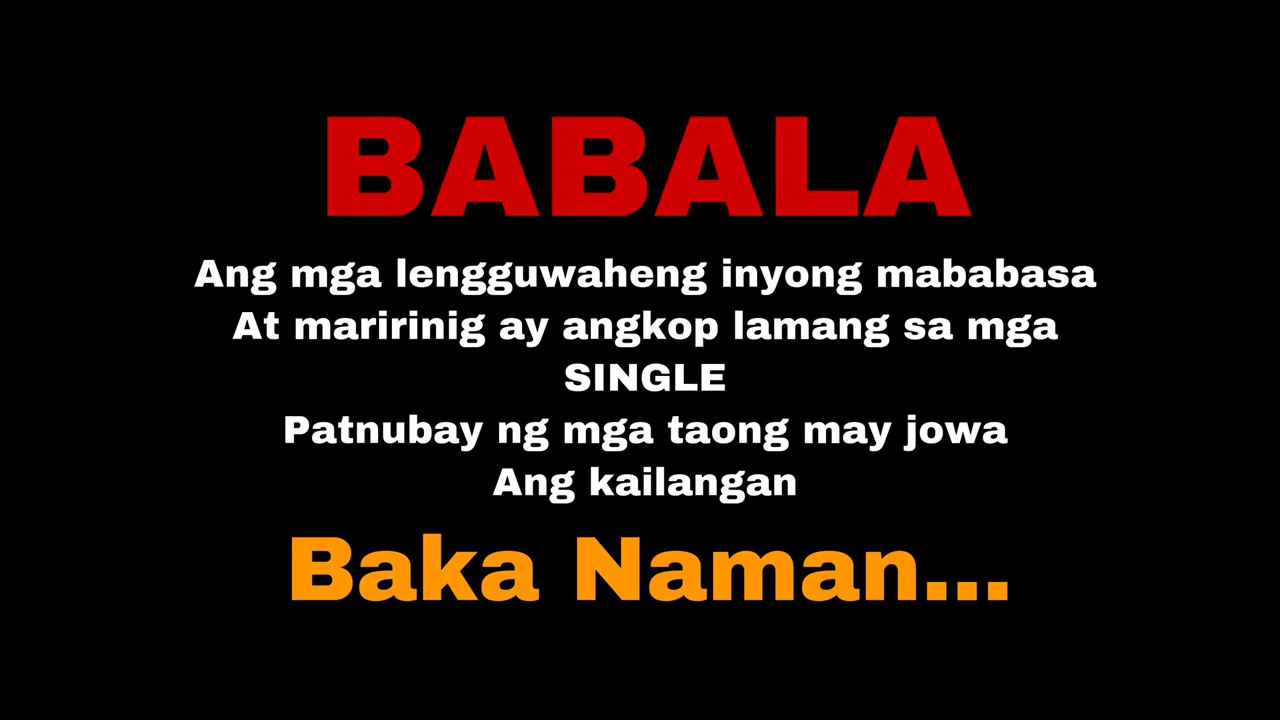 BABALA
Ang mga lengguwaheng inyong mababasa
At maririnig ay angkop lamang sa mga
SINGLE
Patnubay ng mga taong may jowa
Ang kailangan
Baka Naman...